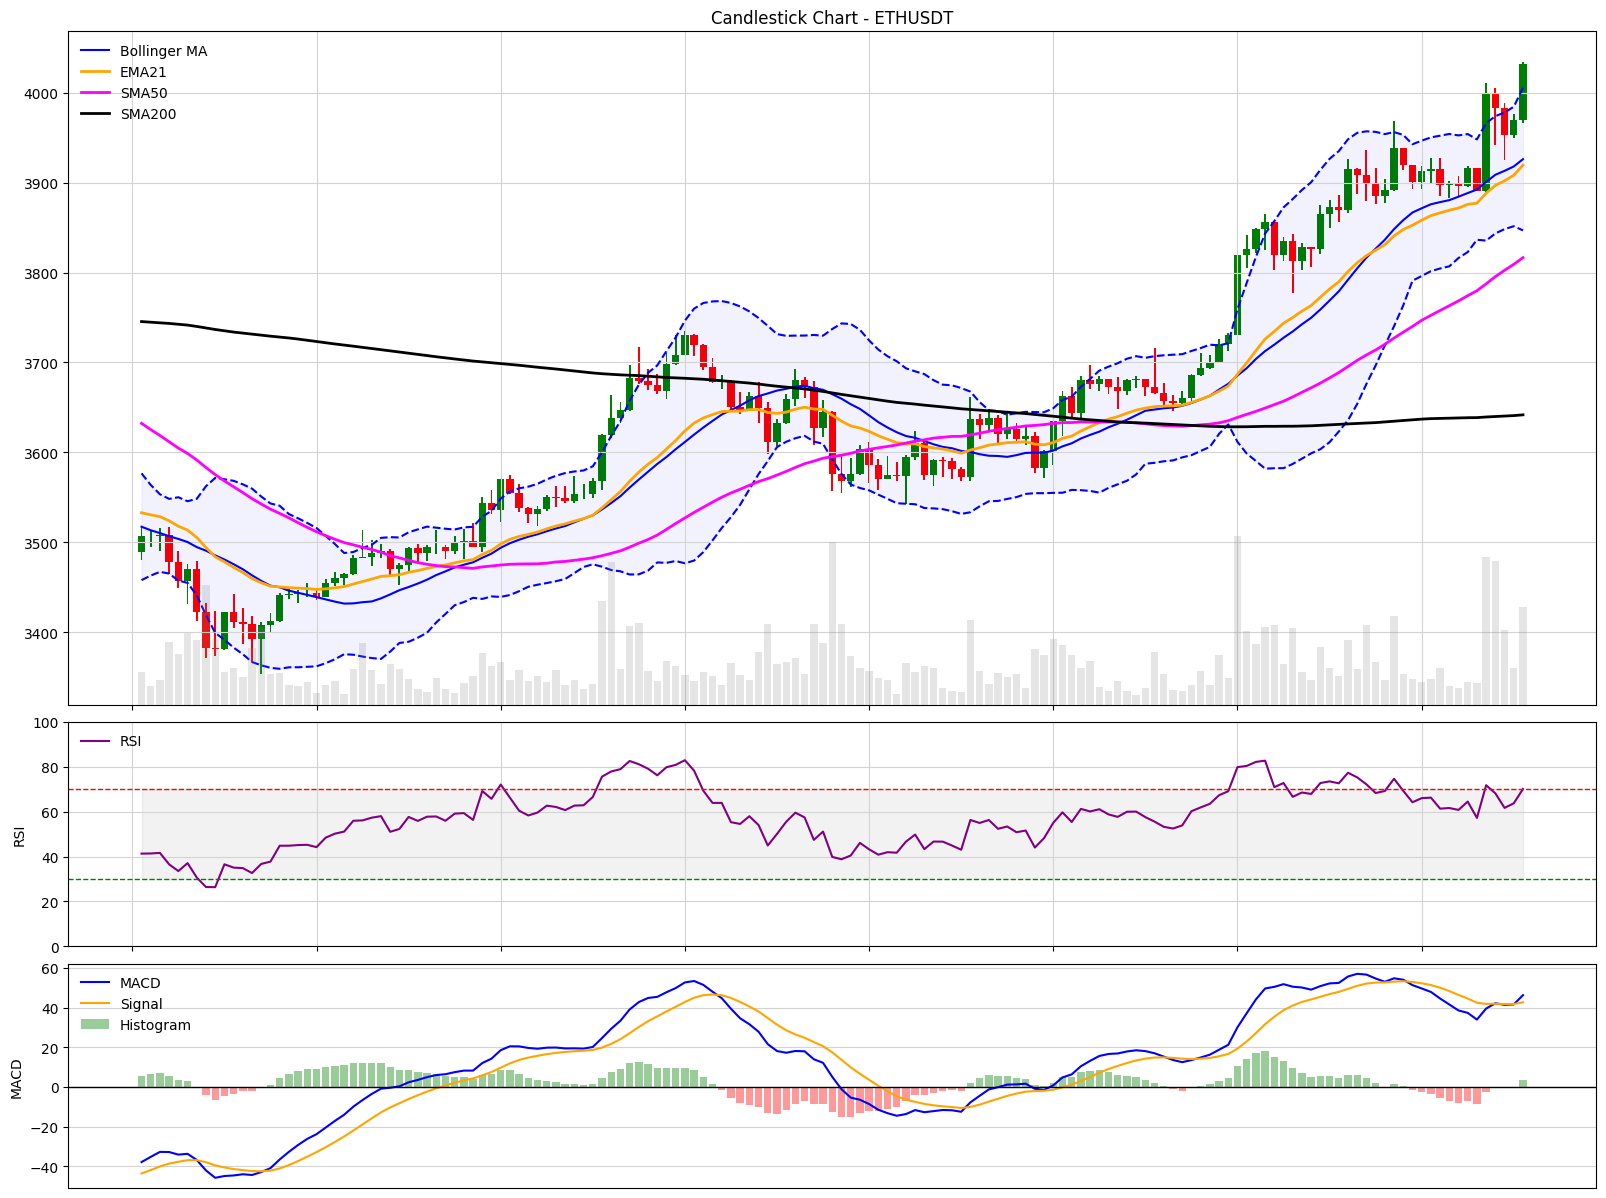 Candlestick Chart - ETHUSDT
Bollinger MA
EMA21
SMA50
SMA200
4000
3900
3800
3700
3600
3500
3400
RSI
100
80
60
40
20
0
RSI
MACD
Signal
Histogram
60
40
20
0
−20
−40
MACD